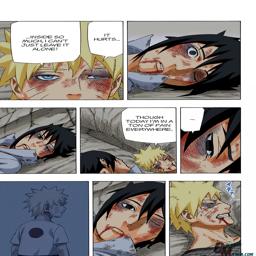 IT
HURTS...
...INSIDE
SO
MUCH, I CAN'T
JUST LEAVE IT
ALONE!
THOUGH
TODAY I'M IN A
TON OF PAIN
EVERYWHERE.